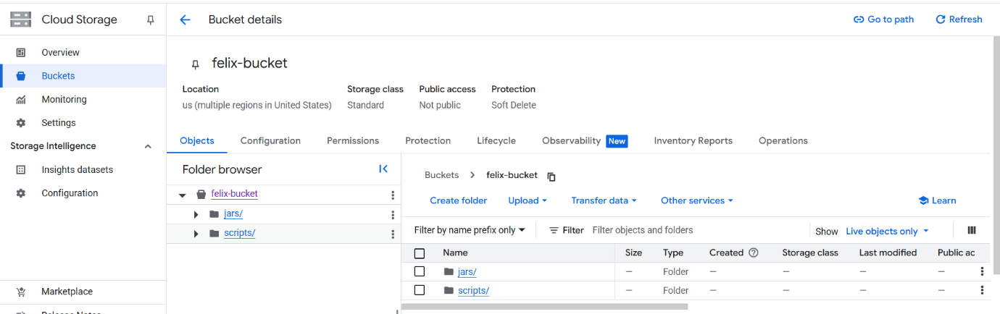 Cloud Storage
Bucket details
Go to path
Refresh
Overview
Buckets
Monitoring
Settings
Storage Intelligence
Insights datasets
Configuration
Marketplace
Release Notes
felix-bucket
Location
us (multiple regions in United States)
Storage class
Standard
Public access
Not public
Protection
Soft Delete
Objects
Configuration
Permissions
Protection
Lifecycle
Observability New
Inventory Reports
Operations
Folder browser
felix-bucket
jars/
scripts/
Buckets > felix-bucket
Create folder
Upload
Transfer data
Other services
Learn
Filter by name prefix only
Filter Filter objects and folders
Show Live objects only
Name Size Type Created Storage class Last modified Public ac
jars/ — Folder — — — —
scripts/ — Folder — — — —